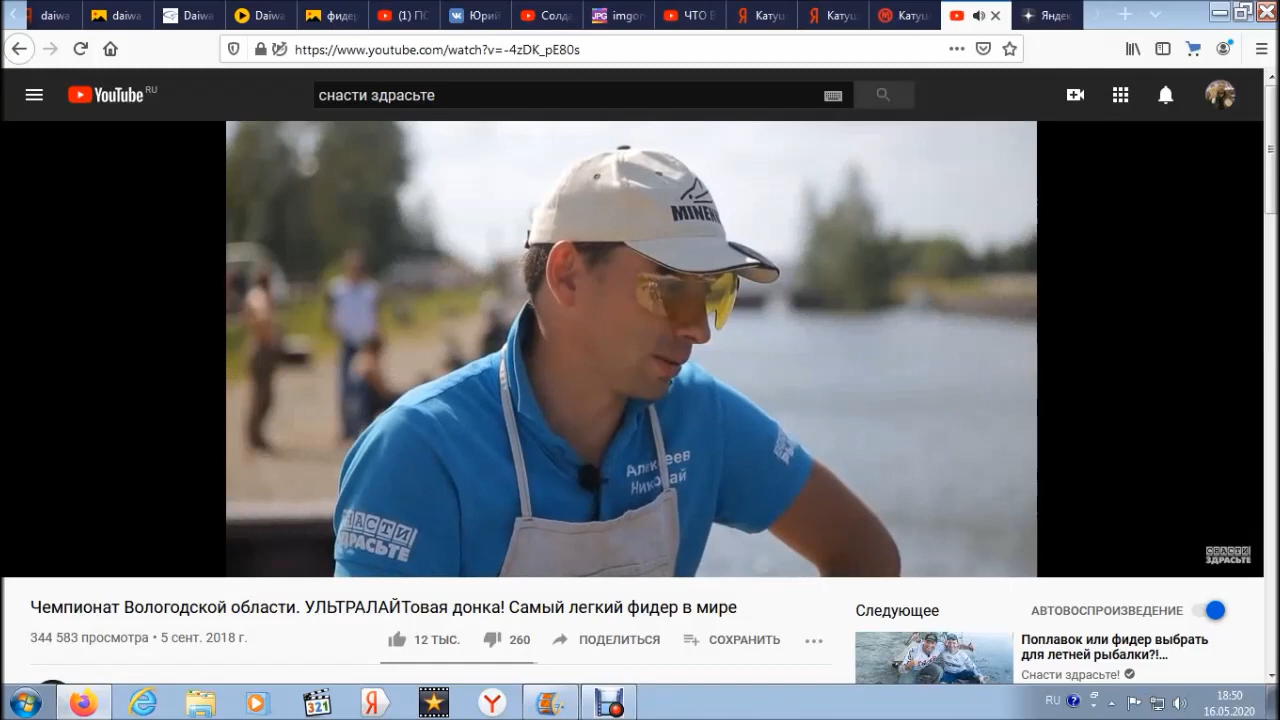 daiwa
daiwa
Daiwa
Daiwa
фидер
(1) ПО
Юрий
Солда
imgon
ЧТО В
Катуш
Катуш
Катуш
Яндек
https://www.youtube.com/watch?v=-4zDK_pE80s
YouTube RU
снасти здрасьте
MINEN
Алексеев
Николай
СНАСТИ
ЗДРАСЬТЕ
СНАСТИ
ЗДРАСЬТЕ
Чемпионат Вологодской области. УЛЬТРАЛАЙТовая донка! Самый легкий фидер в мире
344 583 просмотра • 5 сент. 2018 г.
12 ТЫС.
260
ПОДЕЛИТЬСЯ
СОХРАНИТЬ
Следующее
АВТОВОСПРОИЗВЕДЕНИЕ
Поплавок или фидер выбрать
для летней рыбалки?!...
Снасти здрасьте!
321
RU
18:50
16.05.2020